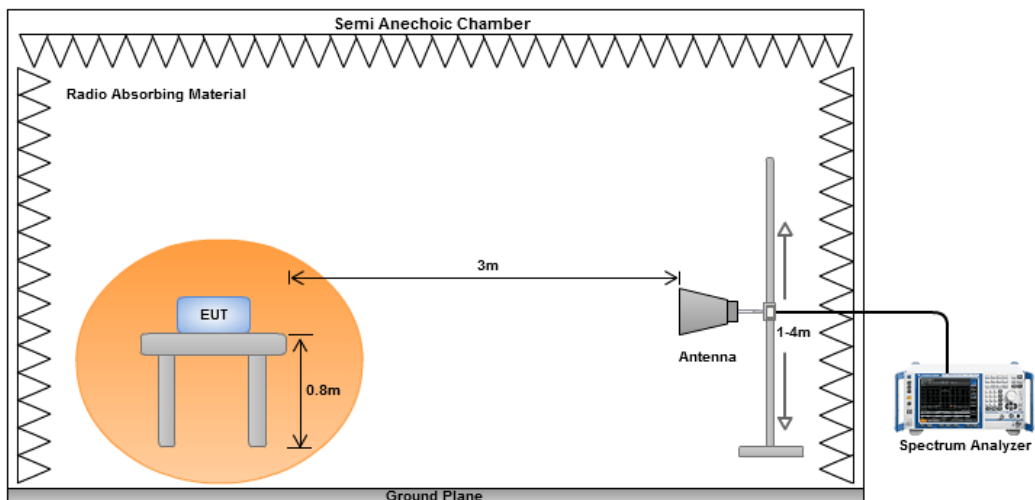 Semi Anechoic Chamber
Radio Absorbing Material
3m
EUT
1-4m
Antenna
0.8m
Spectrum Analyzer
Ground Plane